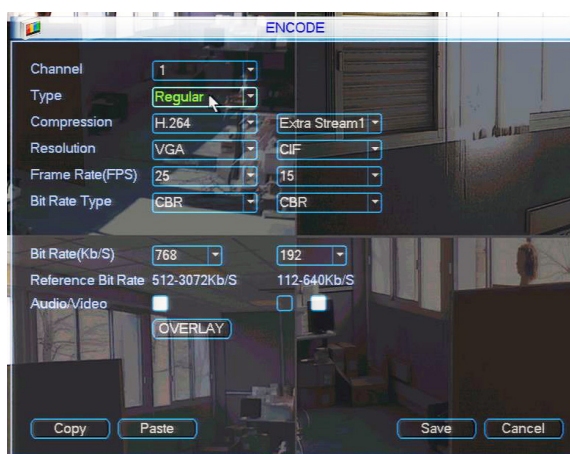 ENCODE
Channel 1
Type Regular
Compression H.264 Extra Stream1
Resolution VGA CIF
Frame Rate(FPS) 25 15
Bit Rate Type CBR CBR
Bit Rate(Kb/S) 768 192
Reference Bit Rate 512-3072Kb/S 112-640Kb/S
Audio/Video
OVERLAY
Copy Paste Save Cancel